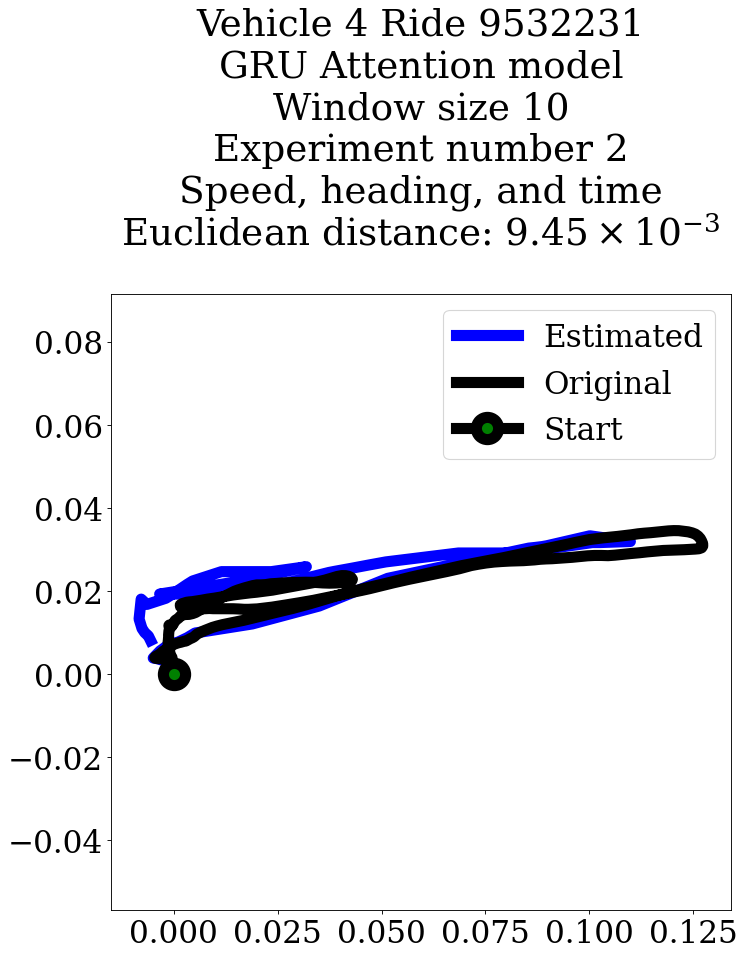 Vehicle 4 Ride 9532231
GRU Attention model
Window size 10
Experiment number 2
Speed, heading, and time
Euclidean distance: 9.45 × 10⁻³
Estimated
Original
Start
0.08
0.06
0.04
0.02
0.00
−0.02
−0.04
0.000 0.025 0.050 0.075 0.100 0.125